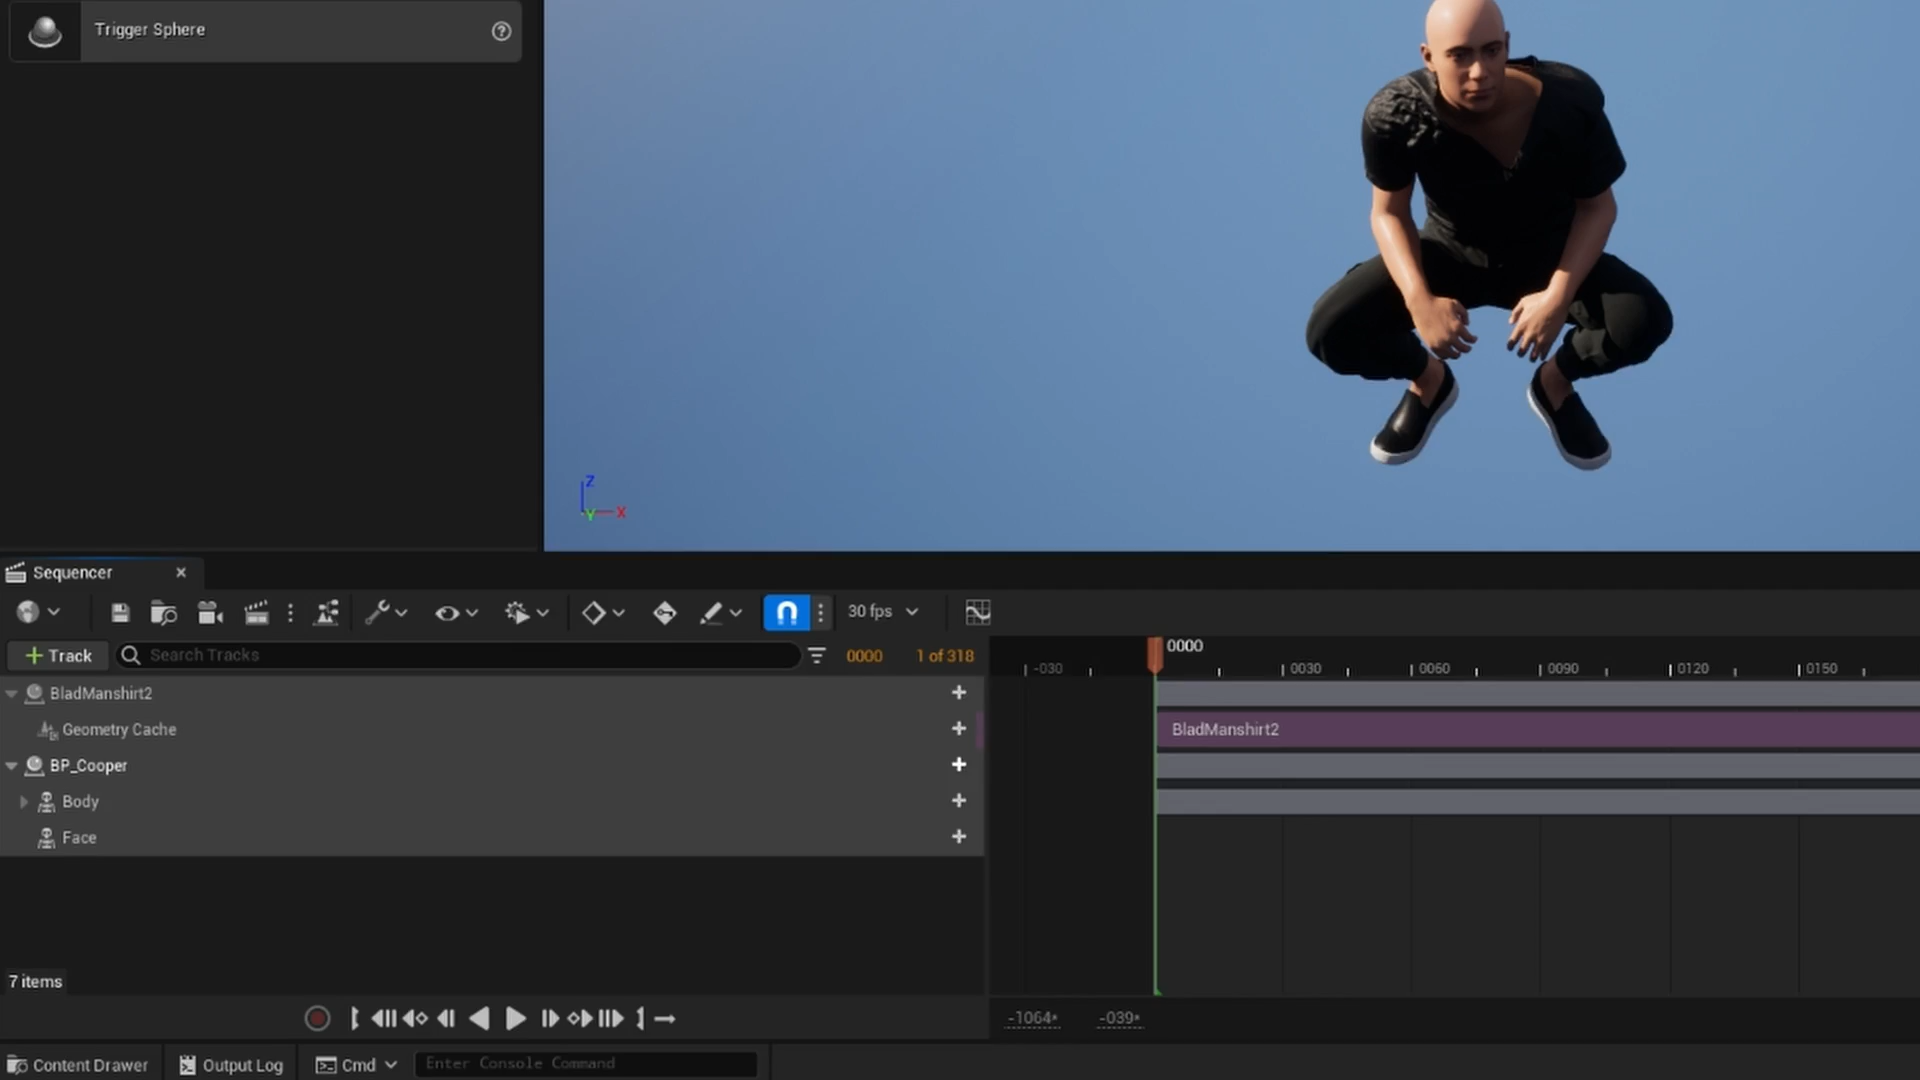 Trigger Sphere
Z
Y X
Sequencer
30 fps
Track
Search Tracks
0000
1 of 318
0000
-030
0030
0060
0090
0120
0150
BladManshirt2
Geometry Cache
BladManshirt2
BP_Cooper
Body
Face
7 items
-1064*
-039*
Content Drawer
Output Log
Cmd
Enter Console Command